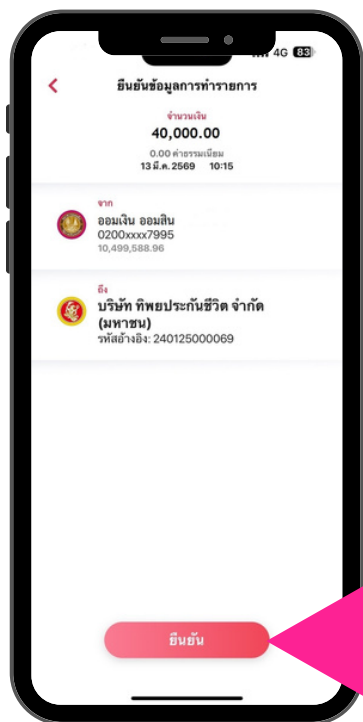 4G 83
ยืนยันข้อมูลการทำรายการ
จำนวนเงิน
40,000.00
0.00 ค่าธรรมเนียม
13 มี.ค. 2569 10:15
จาก
ออมเงิน ออมสิน
0200xxxx7995
10,499,588.96
ถึง
บริษัท ทิพยประกันชีวิต จำกัด
(มหาชน)
รหัสอ้างอิง: 240125000069
ยืนยัน